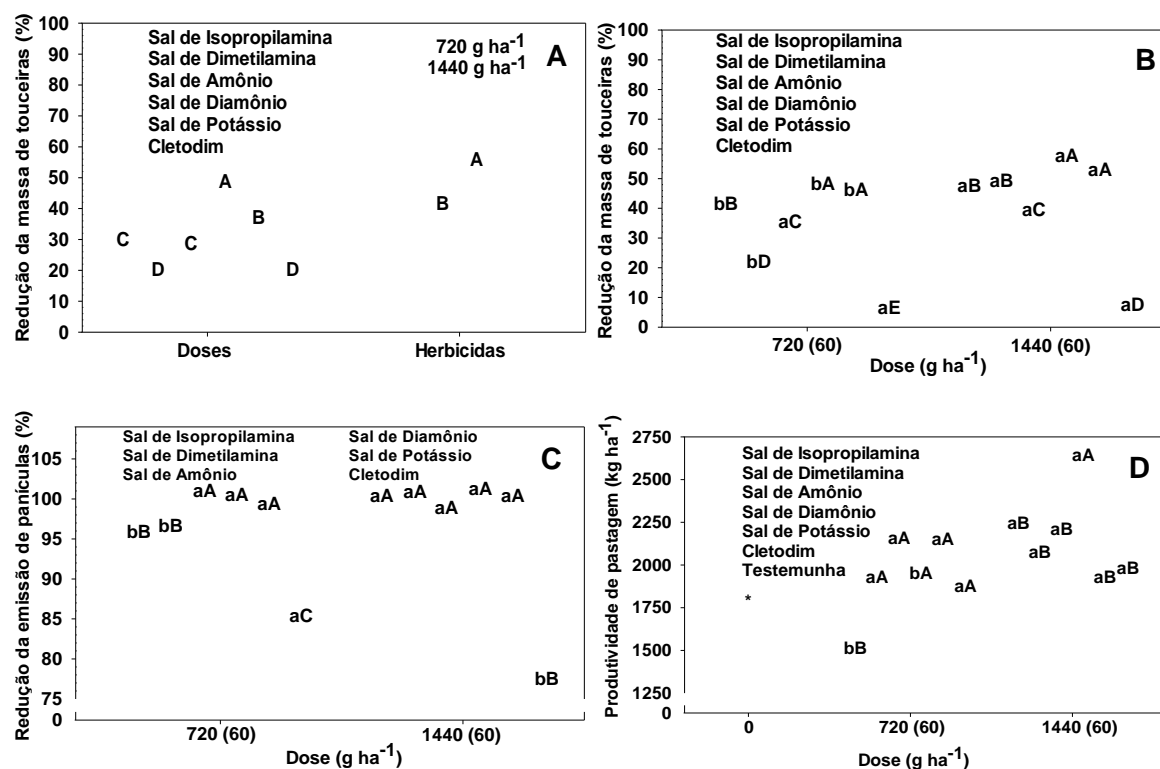 Redução da massa de touceiras (%)
100
90
80
70
60
50
40
30
20
10
0
Sal de Isopropilamina
Sal de Dimetilamina
Sal de Amônio
Sal de Diamônio
Sal de Potássio
Cletodim
720 g ha-1
1440 g ha-1
A
C
D
C
A
B
D
B
A
Doses
Herbicidas
Redução da massa de touceiras (%)
100
90
80
70
60
50
40
30
20
10
0
Sal de Isopropilamina
Sal de Dimetilamina
Sal de Amônio
Sal de Diamônio
Sal de Potássio
Cletodim
B
bB
bD
aC
bA
bA
aE
aB
aB
aC
aA
aA
aD
720 (60)
1440 (60)
Dose (g ha-1)
Redução da emissão de panículas (%)
105
100
95
90
85
80
75
0
Sal de Isopropilamina
Sal de Dimetilamina
Sal de Amônio
Sal de Diamônio
Sal de Potássio
Cletodim
C
bB
bB
aA
aA
aA
aC
aA
aA
aA
aA
aA
bB
720 (60)
1440 (60)
Dose (g ha-1)
Produtividade de pastagem (kg ha-1)
2750
2500
2250
2000
1750
1500
1250
0
Sal de Isopropilamina
Sal de Dimetilamina
Sal de Amônio
Sal de Diamônio
Sal de Potássio
Cletodim
Testemunha
D
*
bB
aA
aA
bA
aA
aA
aB
aB
aB
aA
aB
aB
0
720 (60)
1440 (60)
Dose (g ha-1)